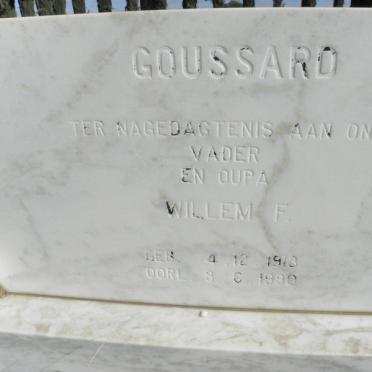 GOUSSARD
TER NAGEDAGTENIS AAN ON
VADER
EN OUPA
WILLEM F.
GEB. 4 12 1918
OORL. 8 6 1990